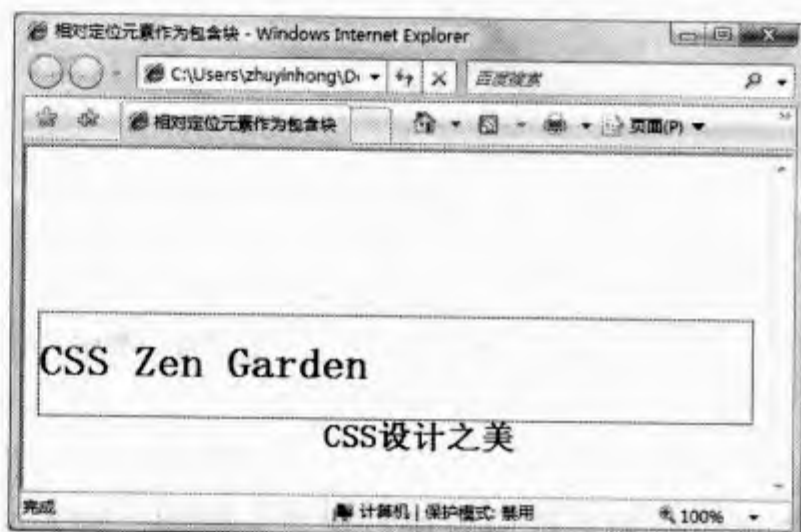 相对定位元素作为包含块 - Windows Internet Explorer
C:\Users\zhuyinhong\D
百度搜索
相对定位元素作为包含块
页面(P)
CSS Zen Garden
CSS设计之美
完成
计算机 | 保护模式: 禁用
100%